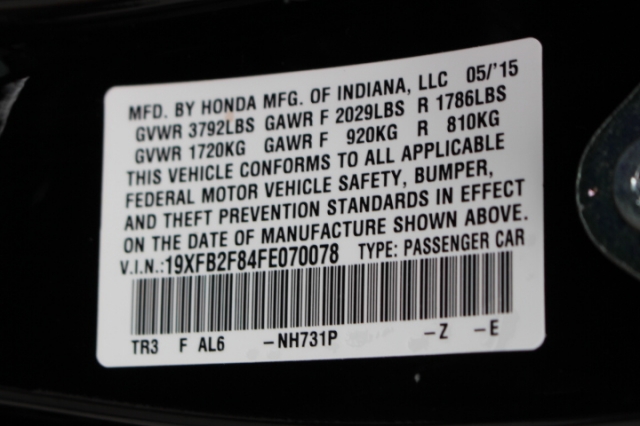 MFD. BY HONDA MFG. OF INDIANA, LLC 05/'15
GVWR 3792LBS GAWR F 2029LBS R 1786LBS
GVWR 1720KG GAWR F 920KG R 810KG
THIS VEHICLE CONFORMS TO ALL APPLICABLE
FEDERAL MOTOR VEHICLE SAFETY, BUMPER,
AND THEFT PREVENTION STANDARDS IN EFFECT
ON THE DATE OF MANUFACTURE SHOWN ABOVE.
V.I.N.:19XFB2F84FE070078 TYPE: PASSENGER CAR
TR3 F AL6 -NH731P -Z -E